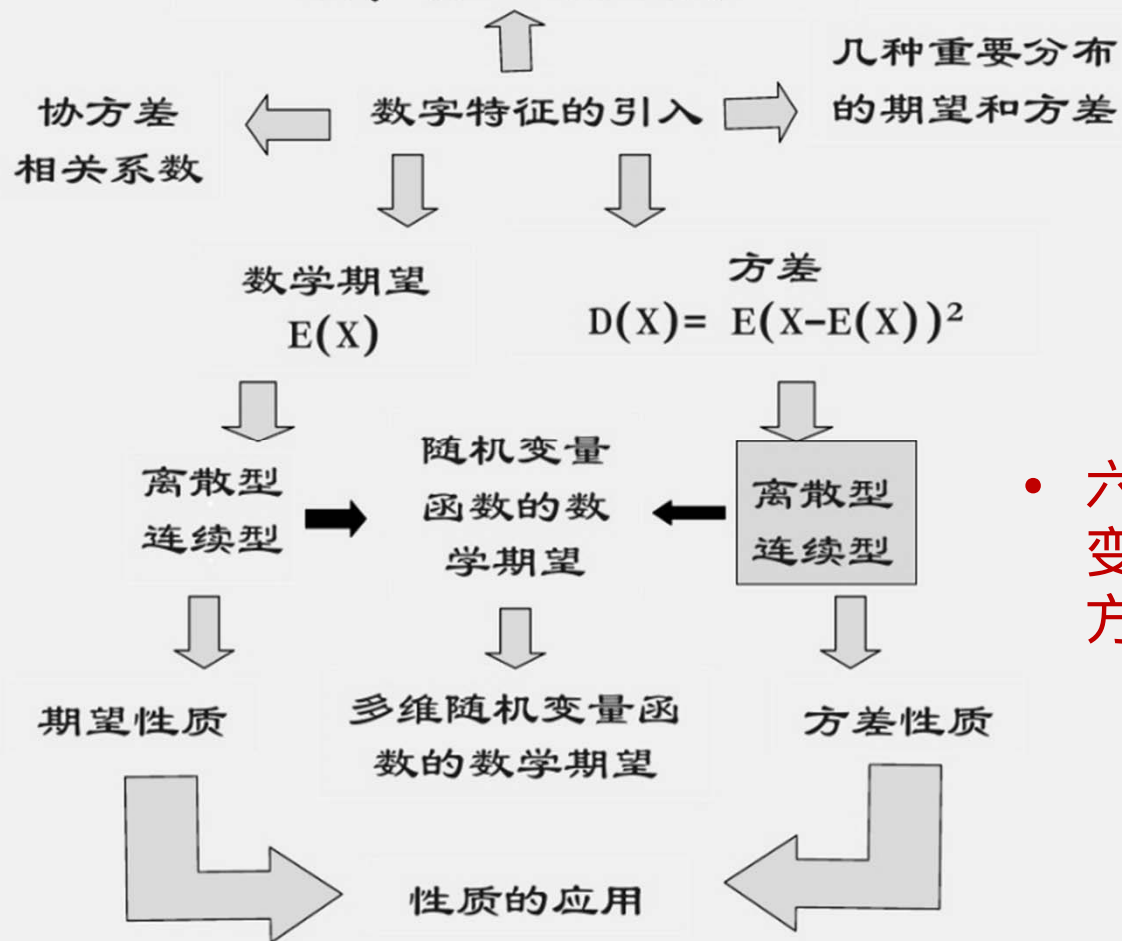 几种重要分布
的期望和方差
协方差
相关系数
数字特征的引入
数学期望
E(X)
方差
D(X)= E(X-E(X))²
离散型
连续型
随机变量
函数的数
学期望
离散型
连续型
• 六
变
方
期望性质
多维随机变量函
数的数学期望
方差性质
性质的应用